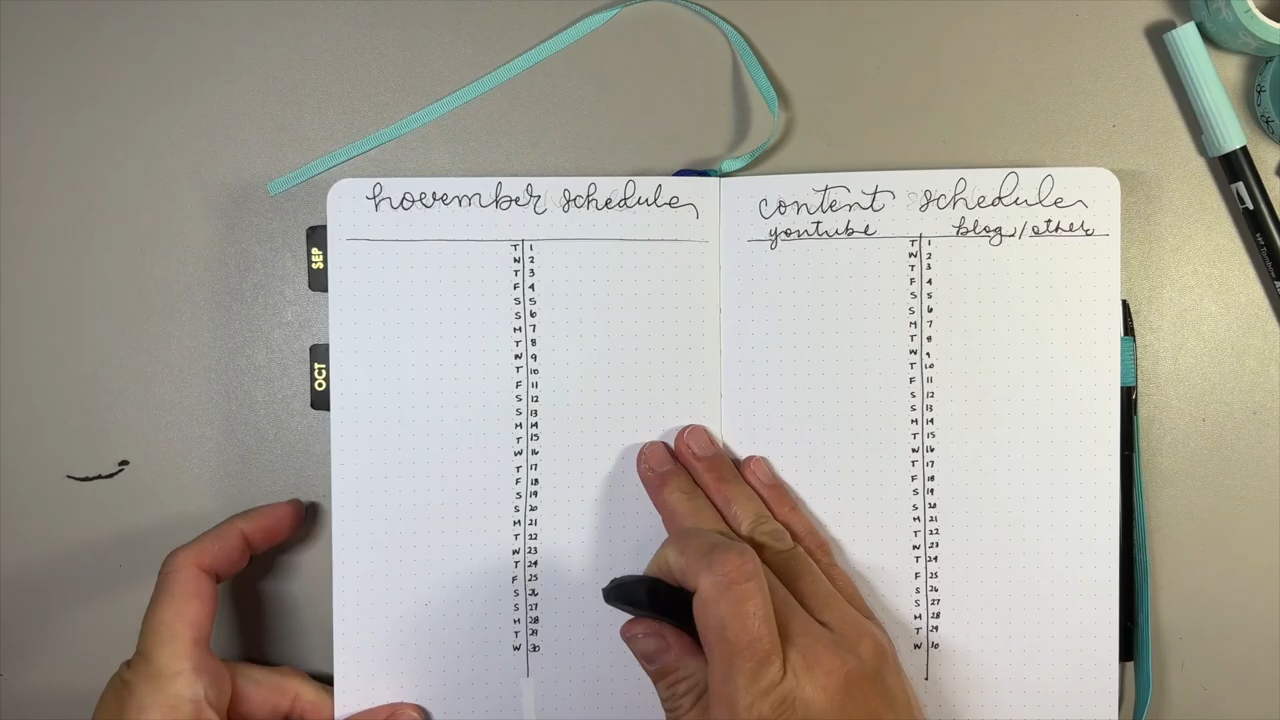 november schedule
T 1
W 2
T 3
F 4
S 5
S 6
M 7
T 8
W 9
T 10
F 11
S 12
S 13
M 14
T 15
W 16
T 17
F 18
S 19
S 20
M 21
T 22
W 23
T 24
F 25
S 26
S 27
M 28
T 29
W 30
content schedule
youtube blog/other
T 1
W 2
T 3
F 4
S 5
S 6
M 7
T 8
W 9
T 10
F 11
S 12
S 13
M 14
T 15
W 16
T 17
F 18
S 19
S 20
M 21
T 22
W 23
T 24
F 25
S 26
S 27
M 28
T 29
W 30
SEP
OCT
Tombow